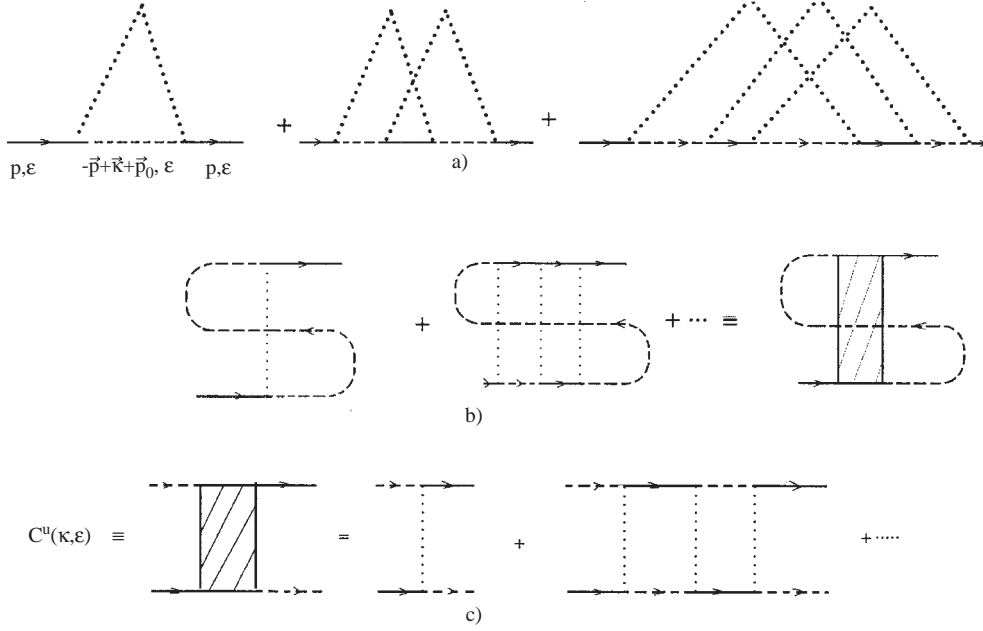 + +
p,ε -p⃗+κ⃗+p⃗₀, ε p,ε
a)
+ + ··· ≡
b)
Cᵘ(κ,ε) ≡ = + + ·····
c)